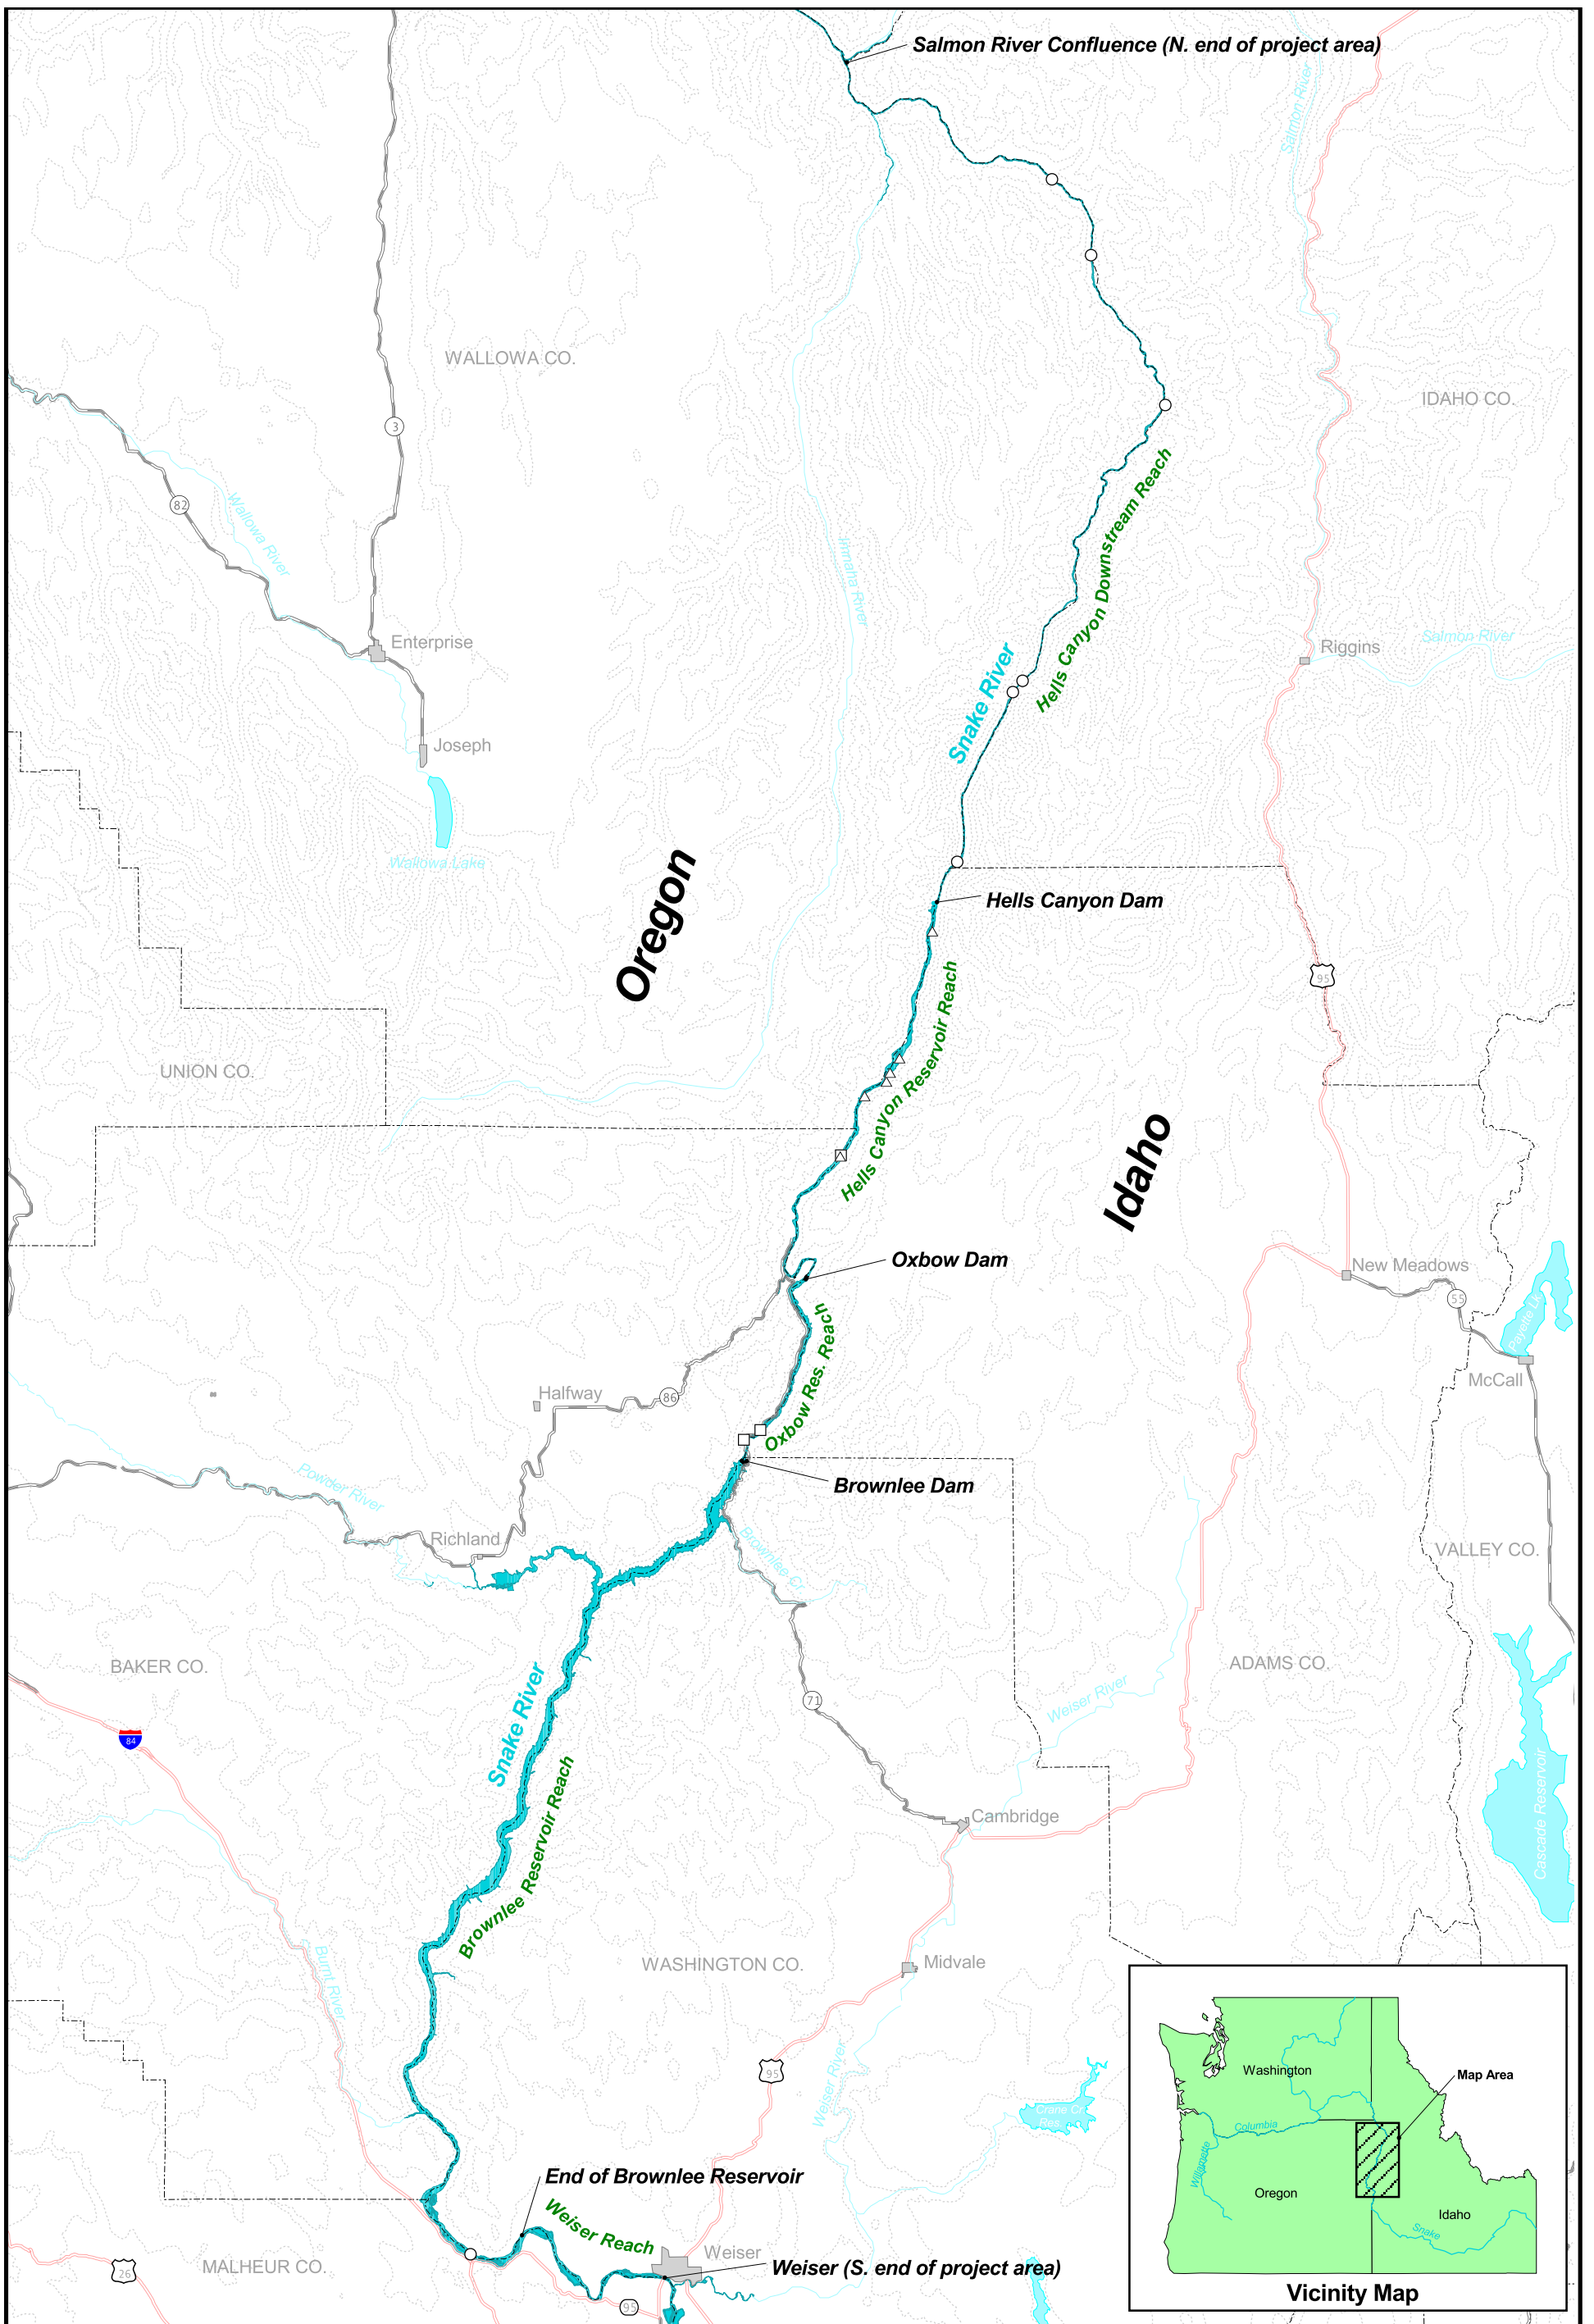 Salmon River Confluence (N. end of project area)
Salmon River
WALLOWA CO.
IDAHO CO.
3
82
Wallowa River
Hells Canyon Downstream Reach
Imnaha River
Enterprise
Riggins
Salmon River
Snake River
Joseph
Wallowa Lake
Oregon
Hells Canyon Dam
95
Hells Canyon Reservoir Reach
UNION CO.
Idaho
Oxbow Dam
New Meadows
55
Payette Lk
McCall
Oxbow Res. Reach
Halfway
86
86
Powder River
Brownlee Dam
Richland
Brownlee Cr.
VALLEY CO.
BAKER CO.
ADAMS CO.
Snake River
71
Weiser River
84
Brownlee Reservoir Reach
Cambridge
Cascade Reservoir
Burnt River
WASHINGTON CO.
Midvale
95
Weiser River
Crane Cr.
Res.
End of Brownlee Reservoir
Weiser Reach
Weiser
MALHEUR CO.
26
Weiser (S. end of project area)
95
Washington
Map Area
Columbia
Willamette
Oregon
Idaho
Snake
Vicinity Map